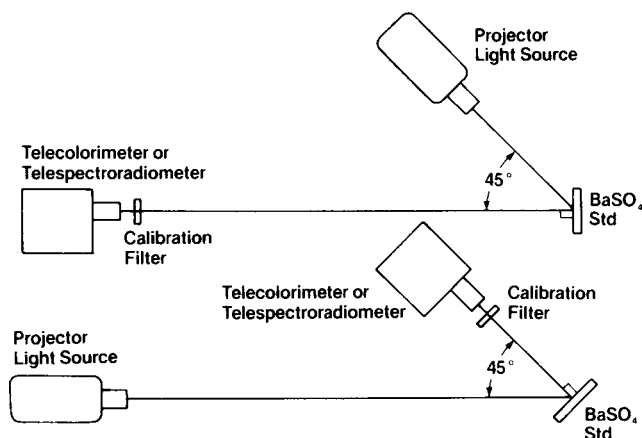 Projector
Light Source
Telecolorimeter or
Telespectroradiometer
45°
BaSO₄
Std
Calibration
Filter
Telecolorimeter or
Telespectroradiometer
Calibration
Filter
Projector
Light Source
45°
BaSO₄
Std